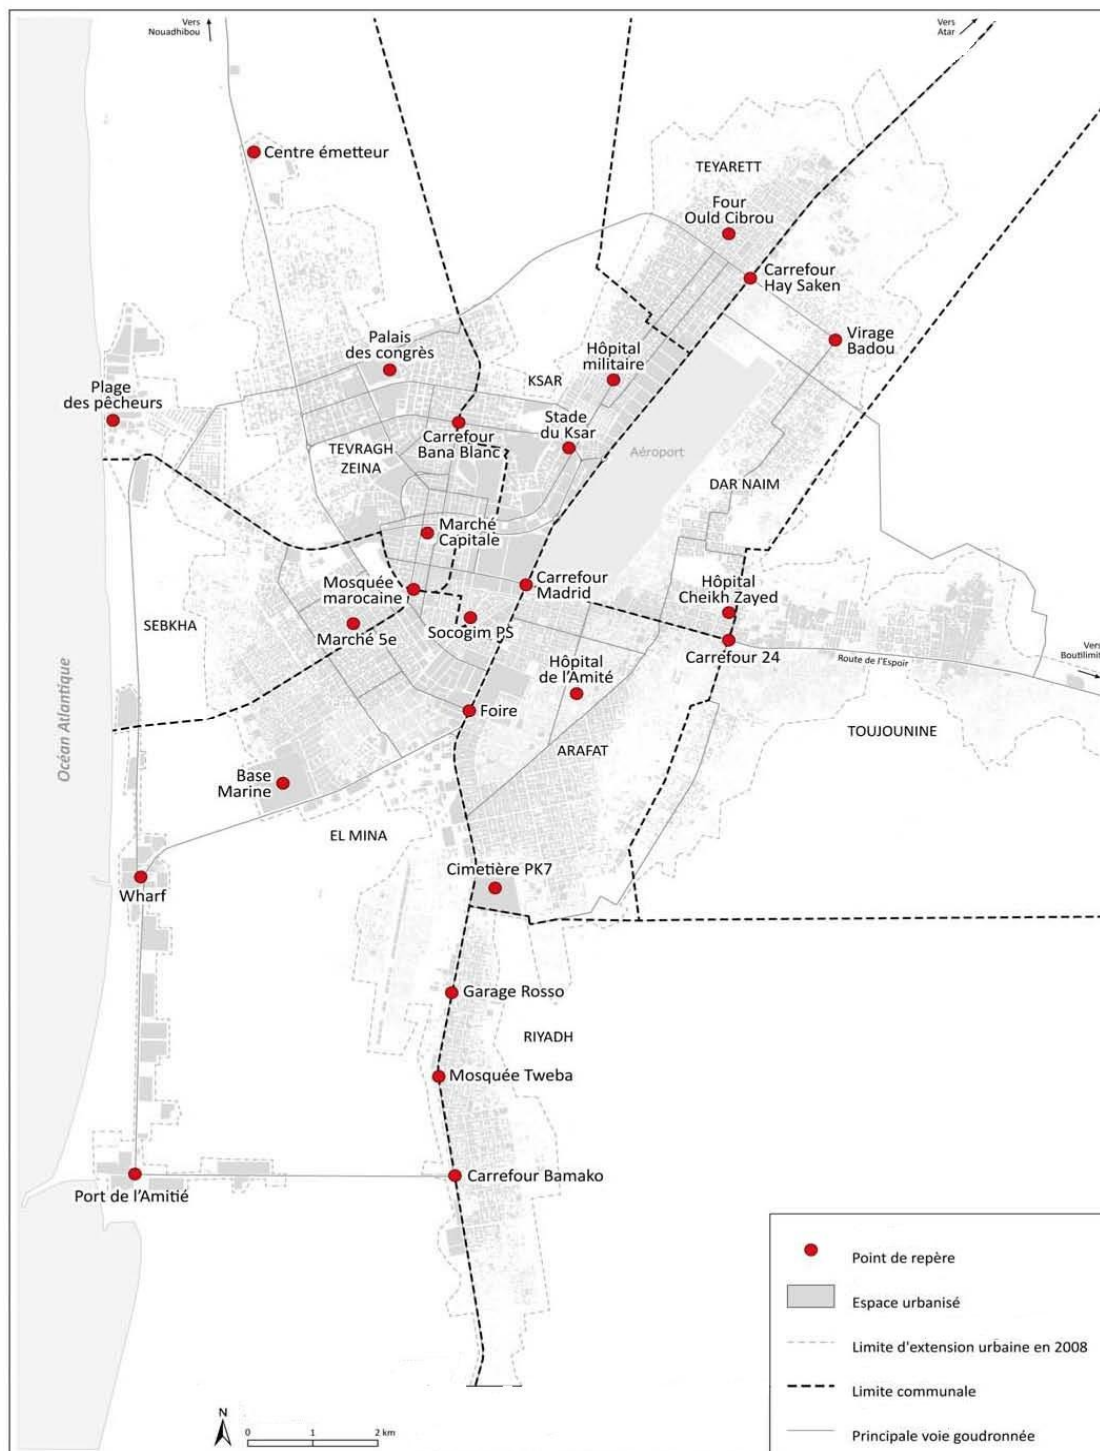 Vers
Nouadhibou
Vers
Atar
Centre émetteur
TEYARETT
Four
Ould Cibrou
Carrefour
Hay Saken
Palais
des congrès
Hôpital
militaire
Virage
Badou
KSAR
Plage
des pêcheurs
Stade
du Ksar
Carrefour
Bana Blanc
TEVRAGH
ZEINA
Aéroport
DAR NAIM
Marché
Capitale
Mosquée
marocaine
Carrefour
Madrid
Hôpital
Cheikh Zayed
SEBKHA
Marché 5e
Socogim PS
Carrefour 24
Route de l'Espoir
Vers
Boutilimit
Hôpital
de l'Amitié
Océan Atlantique
Foire
TOUJOUNINE
ARAFAT
Base
Marine
EL MINA
Cimetière PK7
Wharf
Garage Rosso
RIYADH
Mosquée Tweba
Carrefour Bamako
Port de l'Amitié
Point de repère
Espace urbanisé
Limite d'extension urbaine en 2008
Limite communale
Principale voie goudronnée
N
0 1 2 km